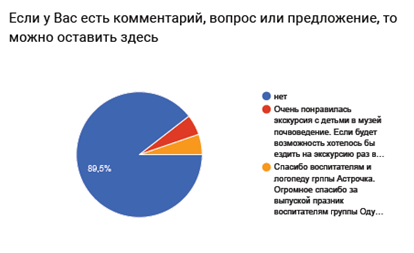 Если у Вас есть комментарий, вопрос или предложение, то
можно оставить здесь
89,5%
нет
Очень понравилась
экскурсия с детьми в музей
почвоведение. Если будет
возможность хотелось бы
ездить на экскурсию раз в...
Спасибо воспитателям и
логопеду грппы Астрочка.
Огромное спасибо за
выпуской празник
воспитателям группы Оду...